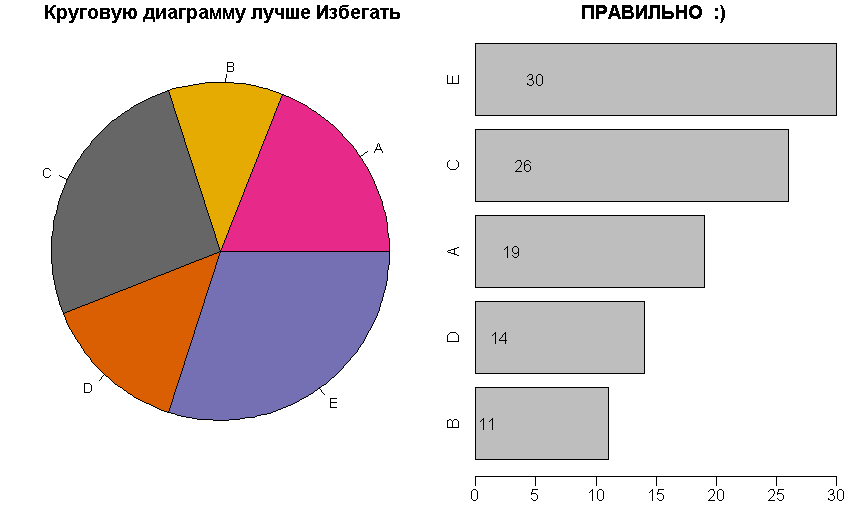 Круговую диаграмму лучше Избегать
B
A
C
D
E
ПРАВИЛЬНО :)
E 30
C 26
A 19
D 14
B 11
0 5 10 15 20 25 30